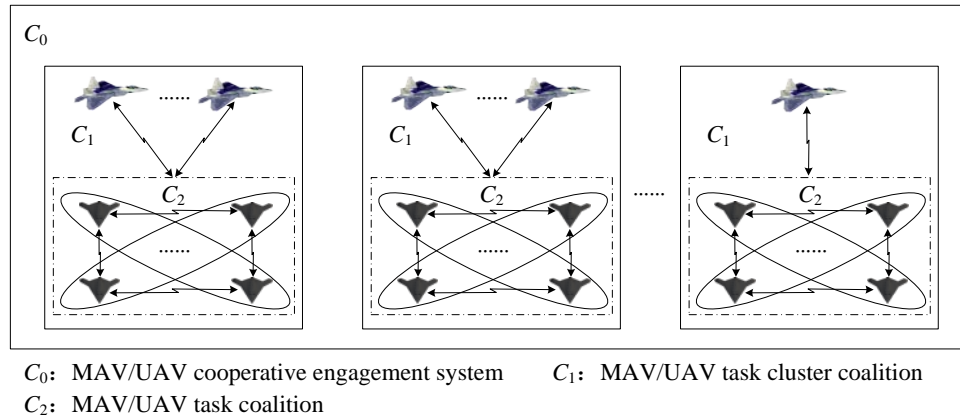 C0
...... ...... 
C1 C1 C1
C2 C2 C2
......
...... ...... ......
C0: MAV/UAV cooperative engagement system C1: MAV/UAV task cluster coalition
C2: MAV/UAV task coalition